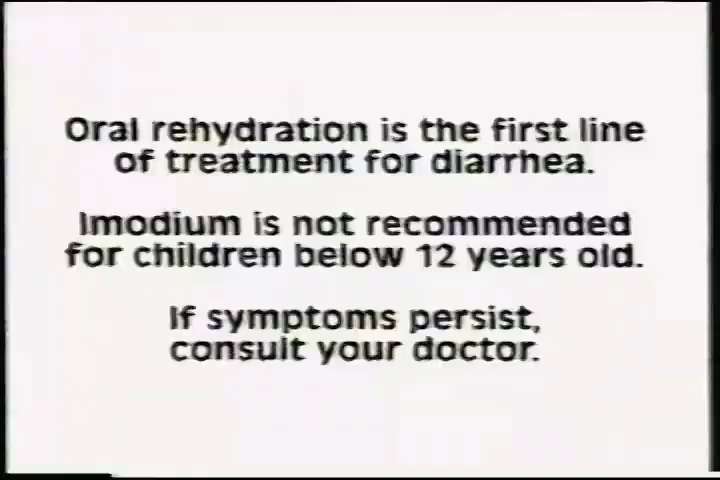 Oral rehydration is the first line
of treatment for diarrhea.
Imodium is not recommended
for children below 12 years old.
If symptoms persist,
consult your doctor.